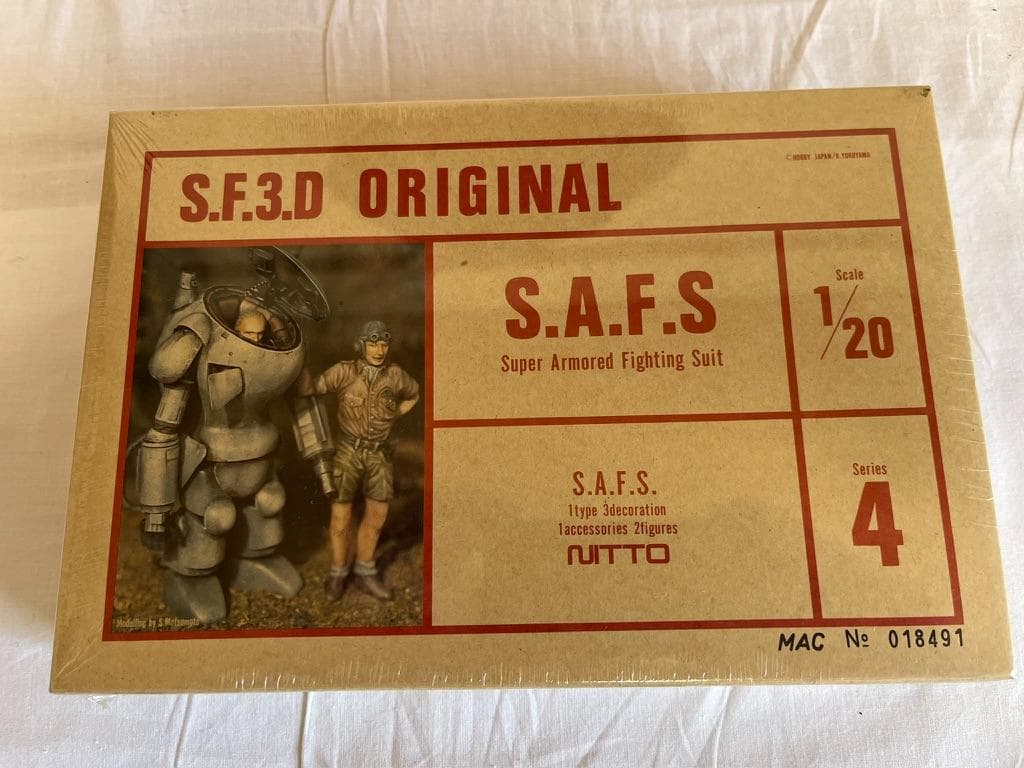 ©HOBBY JAPAN/K.YOKOYAMA
S.F.3.D ORIGINAL
S.A.F.S
Super Armored Fighting Suit
Scale
1/20
S.A.F.S.
1type 3decoration
1accessories 2figures
NITTO
Series
4
Modelling by S.Matsumoto
MAC № 018491